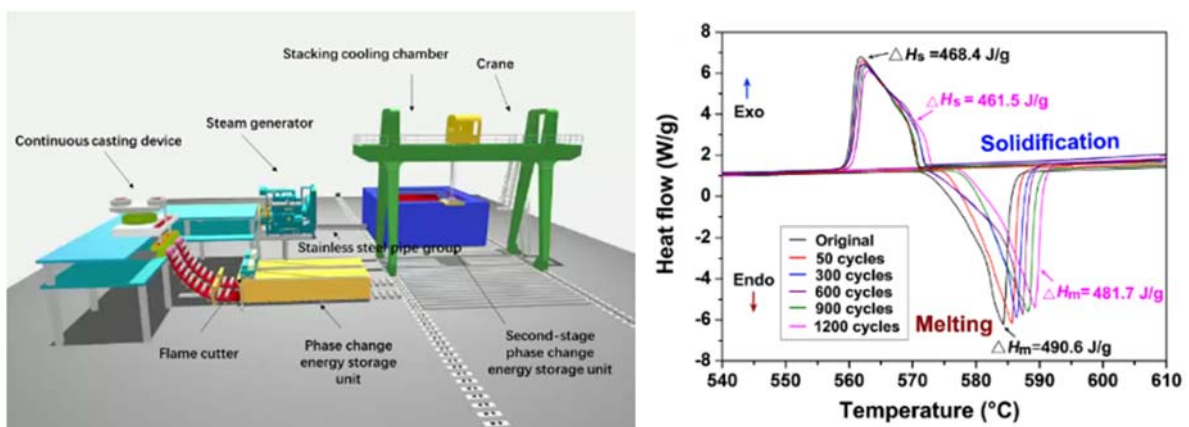 Stacking cooling chamber
Crane
Steam generator
Continuous casting device
Stainless steel pipe group
Flame cutter
Phase change
energy storage
unit
Second-stage
phase change
energy storage unit
8
6
4
2
0
-2
-4
-6
-8
Heat flow (W/g)
△Hs =468.4 J/g
Exo
△Hs = 461.5 J/g
Solidification
Original
50 cycles
300 cycles
600 cycles
900 cycles
1200 cycles
Endo
Melting
△Hm= 481.7 J/g
△Hm=490.6 J/g
540 550 560 570 580 590 600 610
Temperature (°C)